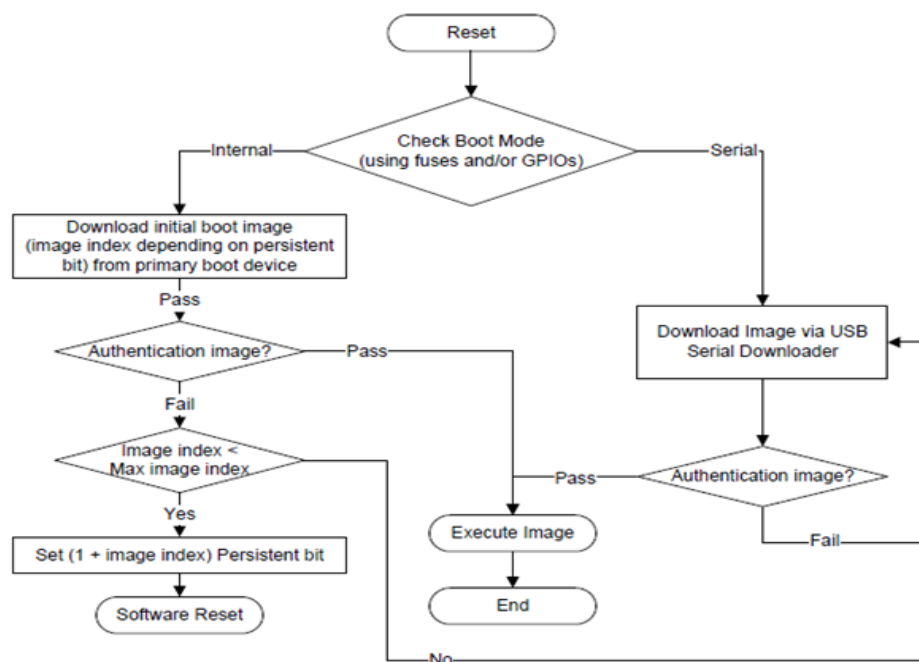 Reset
Check Boot Mode
(using fuses and/or GPIOs)
Internal
Serial
Download initial boot image
(image index depending on persistent
bit) from primary boot device
Pass
Authentication image?
Pass
Fail
Image index <
Max image index
Yes
Set (1 + image index) Persistent bit
Software Reset
Download Image via USB
Serial Downloader
Authentication image?
Pass
Fail
Execute Image
End
No